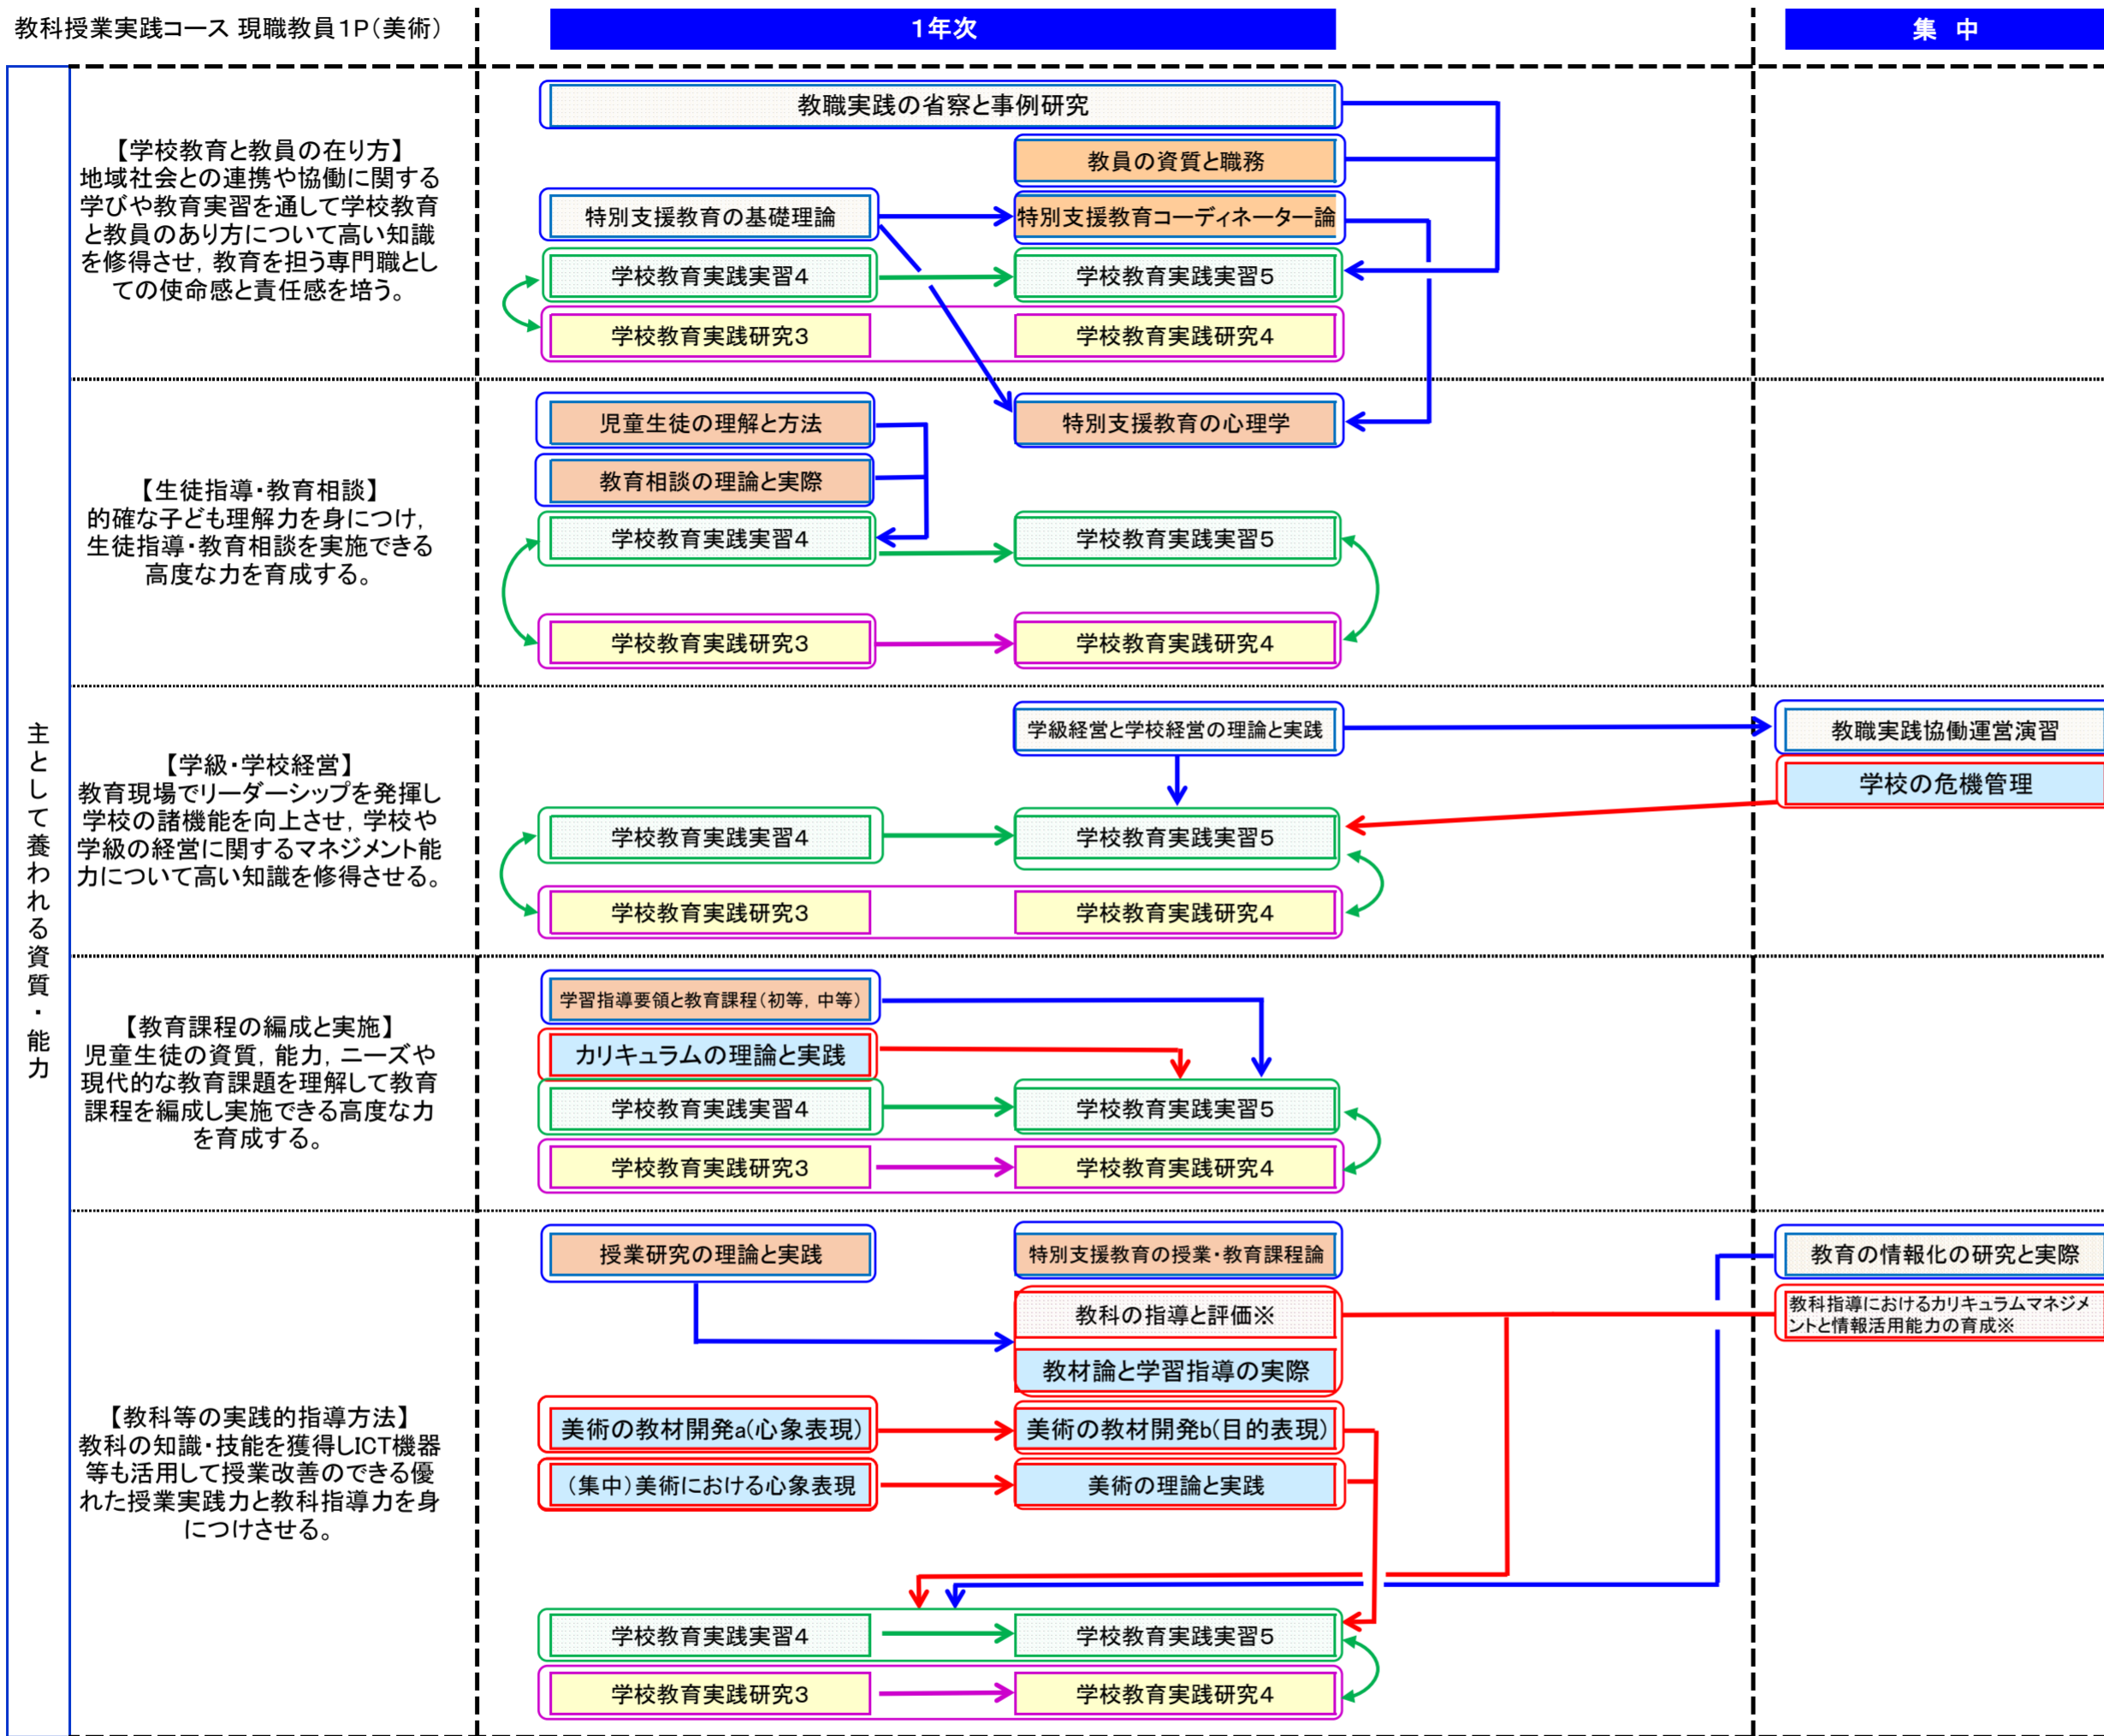 教科授業実践コース 現職教員1P(美術)
1年次
集 中
主として養われる資質・能力
【学校教育と教員の在り方】
地域社会との連携や協働に関する
学びや教育実習を通して学校教育
と教員のあり方について高い知識
を修得させ，教育を担う専門職とし
ての使命感と責任感を培う。
教職実践の省察と事例研究
教員の資質と職務
特別支援教育の基礎理論
特別支援教育コーディネーター論
学校教育実践実習4
学校教育実践実習5
学校教育実践研究3
学校教育実践研究4
【生徒指導・教育相談】
的確な子ども理解力を身につけ，
生徒指導・教育相談を実施できる
高度な力を育成する。
児童生徒の理解と方法
特別支援教育の心理学
教育相談の理論と実際
学校教育実践実習4
学校教育実践実習5
学校教育実践研究3
学校教育実践研究4
【学級・学校経営】
教育現場でリーダーシップを発揮し
学校の諸機能を向上させ，学校や
学級の経営に関するマネジメント能
力について高い知識を修得させる。
学級経営と学校経営の理論と実践
教職実践協働運営演習
学校の危機管理
学校教育実践実習4
学校教育実践実習5
学校教育実践研究3
学校教育実践研究4
【教育課程の編成と実施】
児童生徒の資質，能力，ニーズや
現代的な教育課題を理解して教育
課程を編成し実施できる高度な力
を育成する。
学習指導要領と教育課程(初等，中等)
カリキュラムの理論と実践
学校教育実践実習4
学校教育実践実習5
学校教育実践研究3
学校教育実践研究4
【教科等の実践的指導方法】
教科の知識・技能を獲得しICT機器
等も活用して授業改善のできる優
れた授業実践力と教科指導力を身
につけさせる。
授業研究の理論と実践
特別支援教育の授業・教育課程論
教育の情報化の研究と実際
教科の指導と評価※
教科指導におけるカリキュラムマネジメ
ントと情報活用能力の育成※
教材論と学習指導の実際
美術の教材開発a(心象表現)
美術の教材開発b(目的表現)
(集中)美術における心象表現
美術の理論と実践
学校教育実践実習4
学校教育実践実習5
学校教育実践研究3
学校教育実践研究4